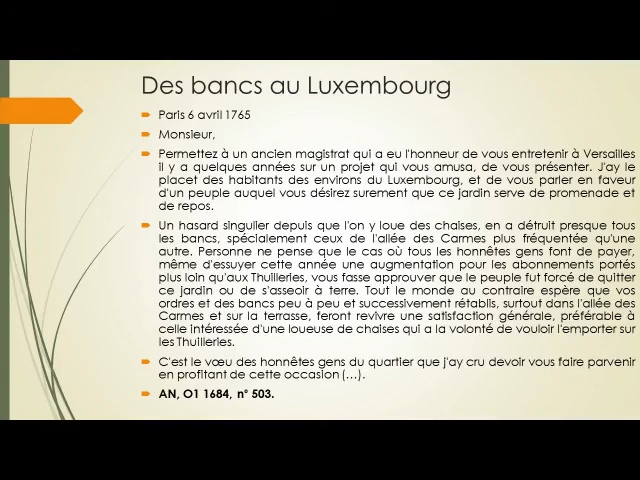 Des bancs au Luxembourg
Paris 6 avril 1765
Monsieur,
Permettez à un ancien magistrat qui a eu l'honneur de vous entretenir à Versailles
il y a quelques années sur un projet qui vous amusa, de vous présenter. J'ay le
placet des habitants des environs du Luxembourg, et de vous parler en faveur
d'un peuple auquel vous désirez surement que ce jardin serve de promenade et
de repos.
Un hasard singulier depuis que l'on y loue des chaises, en a détruit presque tous
les bancs, spécialement ceux de l'allée des Carmes plus fréquentée qu'une
autre. Personne ne pense que le cas où tous les honnêtes gens font de payer,
même d'essuyer cette année une augmentation pour les abonnements portés
plus loin qu'aux Thuilleries, vous fasse approuver que le peuple fut forcé de quitter
ce jardin ou de s'asseoir à terre. Tout le monde au contraire espère que vos
ordres et des bancs peu à peu et successivement rétablis, surtout dans l'allée des
Carmes et sur la terrasse, feront revivre une satisfaction générale, préférable à
celle intéressée d'une loueuse de chaises qui a la volonté de vouloir l'emporter sur
les Thuilleries.
C'est le vœu des honnêtes gens du quartier que j'ay cru devoir vous faire parvenir
en profitant de cette occasion (…).
AN, O1 1684, n° 503.